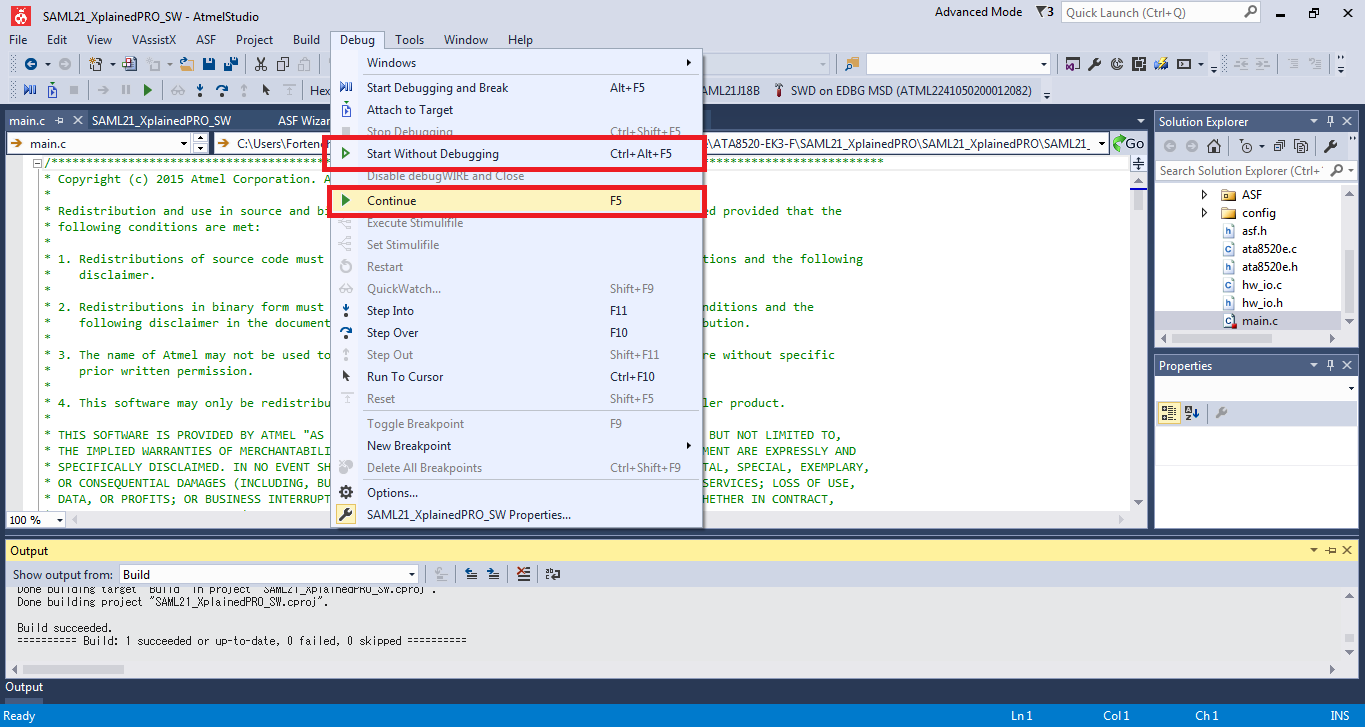 SAML21_XplainedPRO_SW - AtmelStudio
Advanced Mode 3 Quick Launch (Ctrl+Q)
File Edit View VAssistX ASF Project Build Debug Tools Window Help
Hex
AML21J18B SWD on EDBG MSD (ATML2241050200012082)
main.c SAML21_XplainedPRO_SW ASF Wizar
main.c C:\Users\Forten \ATA8520-EK3-F\SAML21_XplainedPRO\SAML21_XplainedPRO\SAML21_ Go
Windows
Start Debugging and Break Alt+F5
Attach to Target
Stop Debugging Ctrl+Shift+F5
Start Without Debugging Ctrl+Alt+F5
Disable debugWIRE and Close
Continue F5
Execute Stimulifile
Set Stimulifile
Restart
QuickWatch... Shift+F9
Step Into F11
Step Over F10
Step Out Shift+F11
Run To Cursor Ctrl+F10
Reset Shift+F5
Toggle Breakpoint F9
New Breakpoint
Delete All Breakpoints Ctrl+Shift+F9
Options...
SAML21_XplainedPRO_SW Properties...
* Copyright (c) 2015 Atmel Corporation. A
*
* Redistribution and use in source and bi d provided that the
* following conditions are met:
*
* 1. Redistributions of source code must tions and the following
* disclaimer.
*
* 2. Redistributions in binary form must nditions and the
* following disclaimer in the document bution.
*
* 3. The name of Atmel may not be used to re without specific
* prior written permission.
*
* 4. This software may only be redistribu ler product.
*
* THIS SOFTWARE IS PROVIDED BY ATMEL "AS BUT NOT LIMITED TO,
* THE IMPLIED WARRANTIES OF MERCHANTABILI MENT ARE EXPRESSLY AND
* SPECIFICALLY DISCLAIMED. IN NO EVENT SH TAL, SPECIAL, EXEMPLARY,
* OR CONSEQUENTIAL DAMAGES (INCLUDING, BU SERVICES; LOSS OF USE,
* DATA, OR PROFITS; OR BUSINESS INTERRUPT HETHER IN CONTRACT,
100 %
Solution Explorer
Search Solution Explorer (Ctrl+
ASF
config
asf.h
ata8520e.c
ata8520e.h
hw_io.c
hw_io.h
main.c
Properties
Output
Show output from: Build
Done building target "Build" in project "SAML21_XplainedPRO_SW.cproj".
Done building project "SAML21_XplainedPRO_SW.cproj".
Build succeeded.
========== Build: 1 succeeded or up-to-date, 0 failed, 0 skipped ==========
Output
Ready Ln 1 Col 1 Ch 1 INS